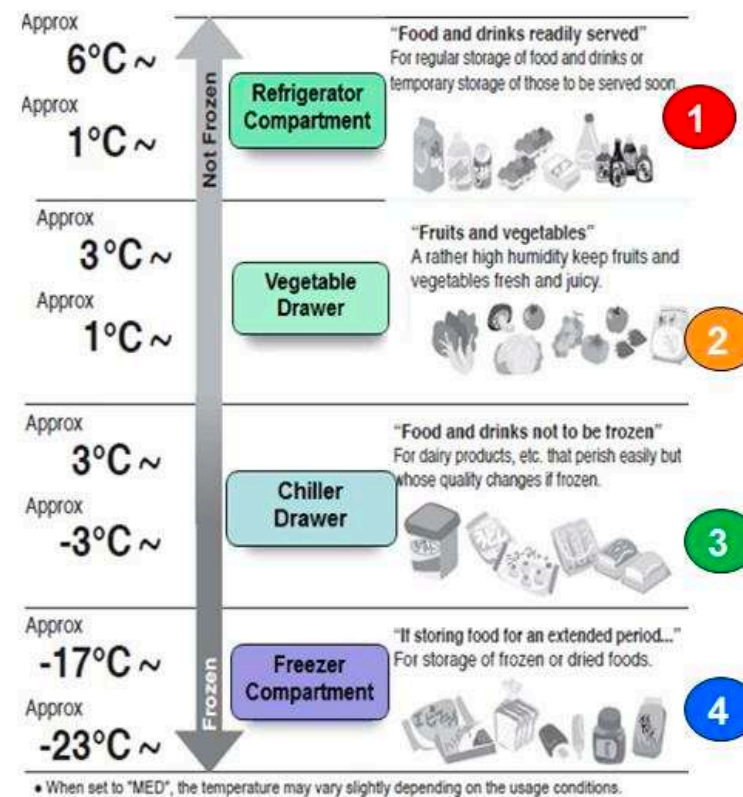 Approx
6°C ~
Approx
1°C ~
Not Frozen
Refrigerator
Compartment
“Food and drinks readily served”
For regular storage of food and drinks or
temporary storage of those to be served soon.
1
Approx
3°C ~
Approx
1°C ~
Vegetable
Drawer
“Fruits and vegetables”
A rather high humidity keep fruits and
vegetables fresh and juicy.
2
Approx
3°C ~
Approx
-3°C ~
Chiller
Drawer
“Food and drinks not to be frozen”
For dairy products, etc. that perish easily but
whose quality changes if frozen.
3
Approx
-17°C ~
Approx
-23°C ~
Frozen
Freezer
Compartment
“If storing food for an extended period...”
For storage of frozen or dried foods.
4
● When set to "MED", the temperature may vary slightly depending on the usage conditions.